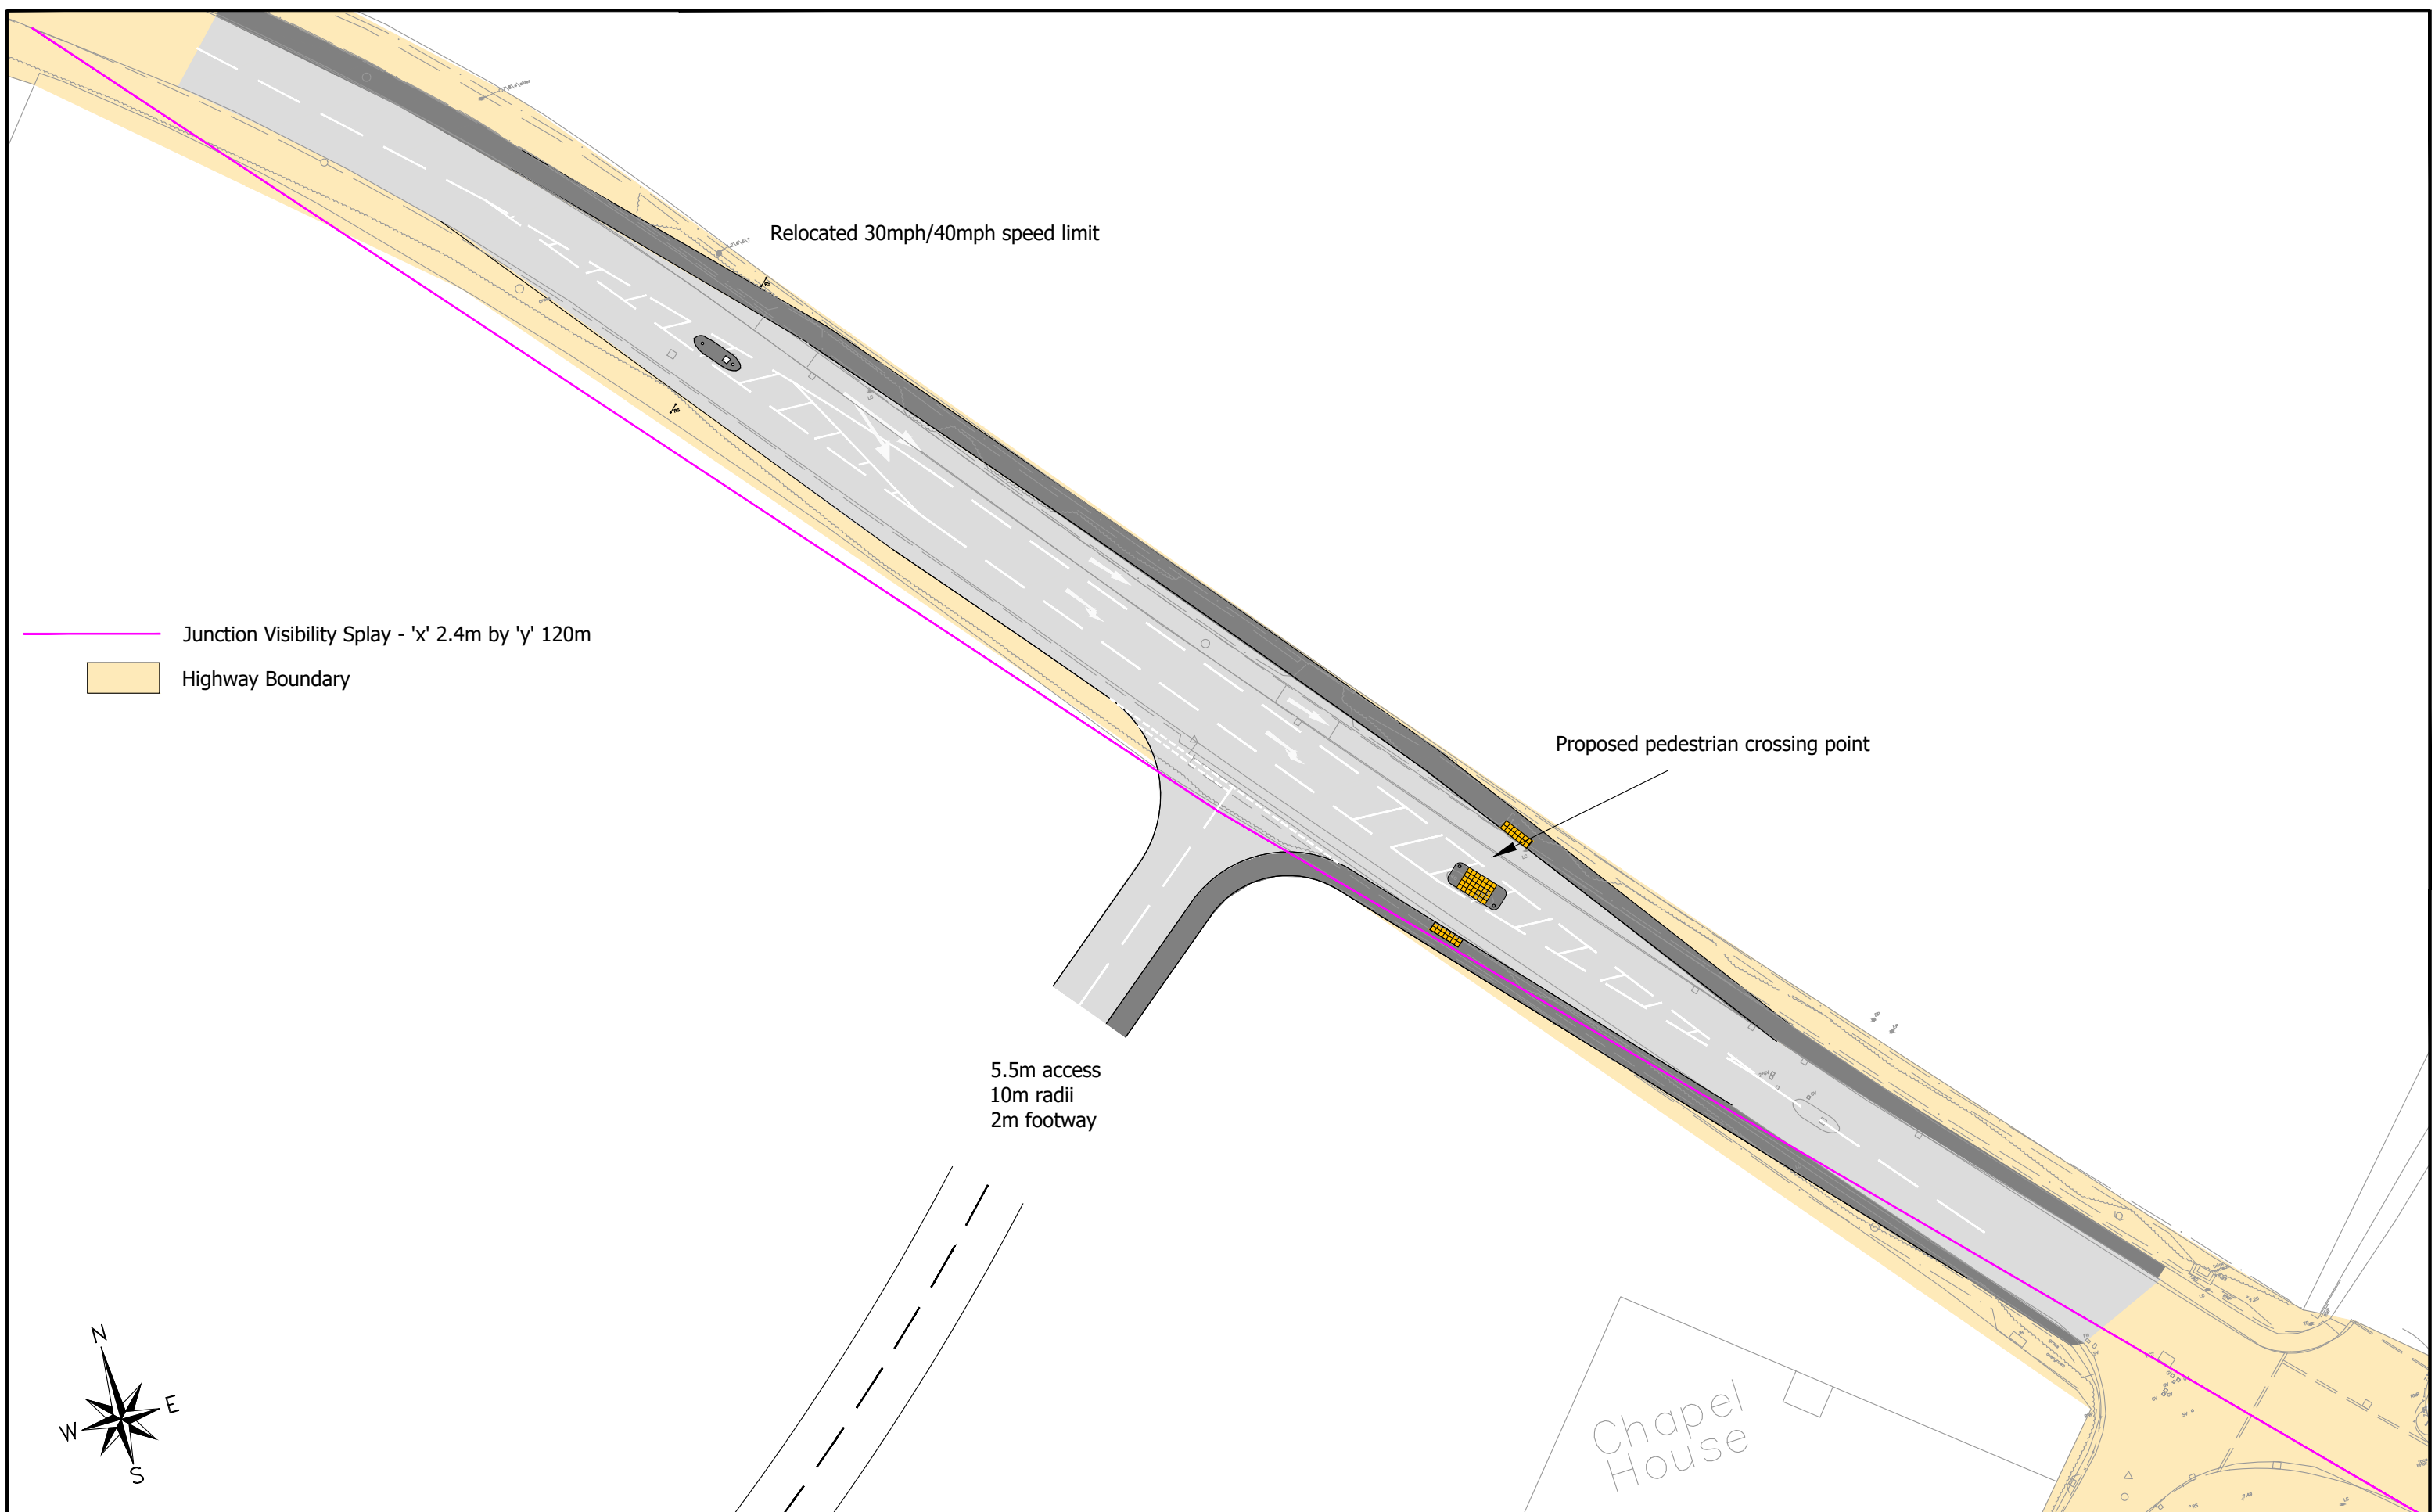 Relocated 30mph/40mph speed limit
Junction Visibility Splay - 'x' 2.4m by 'y' 120m
Highway Boundary
Proposed pedestrian crossing point
5.5m access
10m radii
2m footway
Chapel
House
N
E
W
S